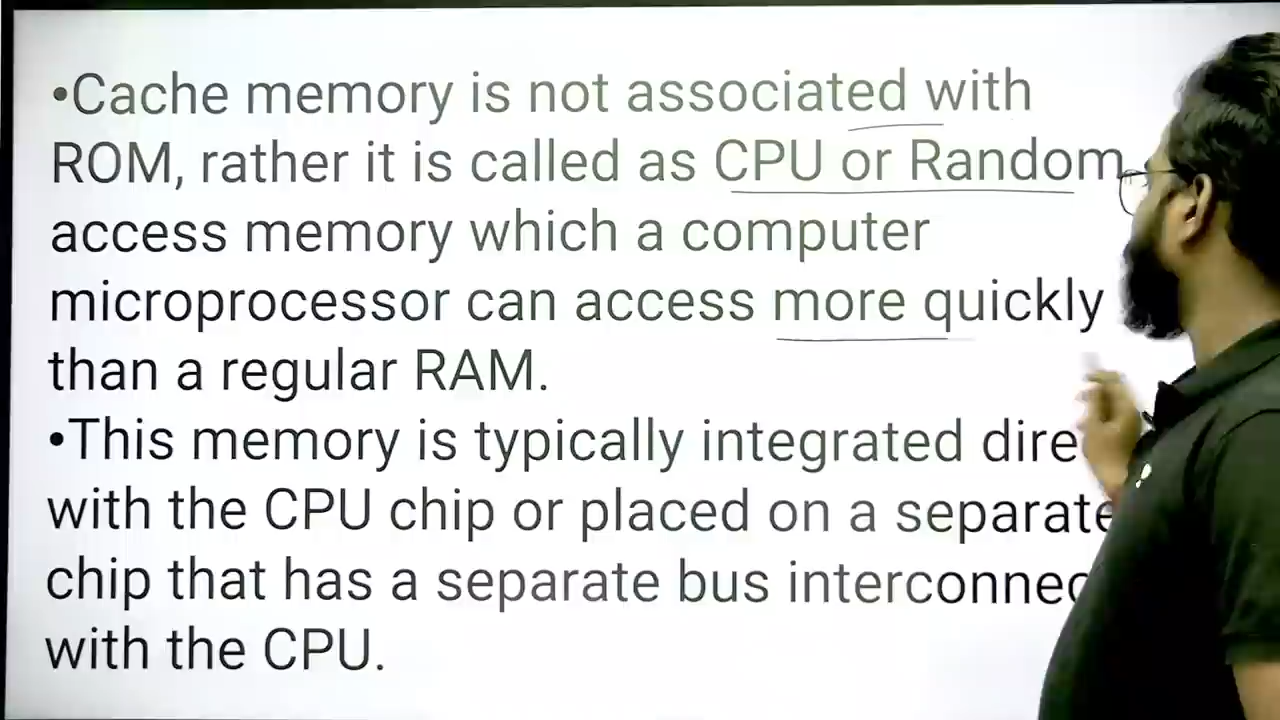 •Cache memory is not associated with
ROM, rather it is called as CPU or Random
access memory which a computer
microprocessor can access more quickly
than a regular RAM.
•This memory is typically integrated
with the CPU chip or placed on a separate
chip that has a separate bus
with the CPU.